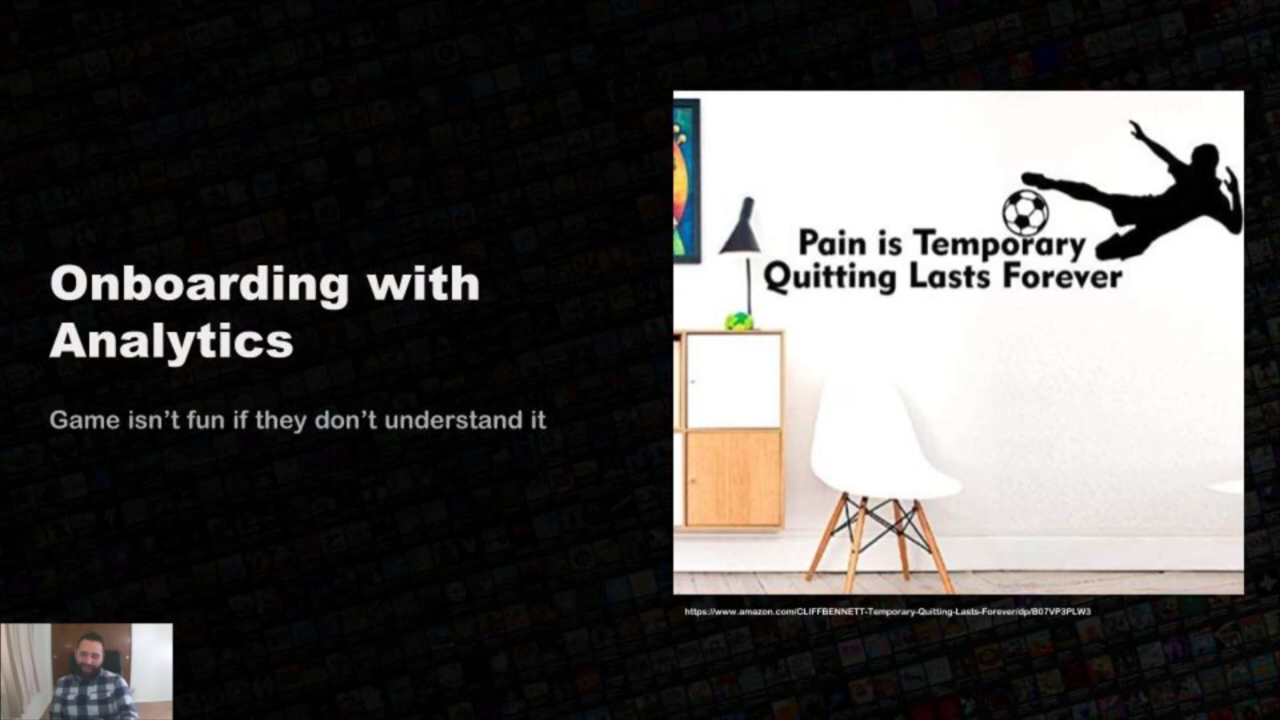 Onboarding with
Analytics
Game isn't fun if they don't understand it
Pain is Temporary
Quitting Lasts Forever
https://www.amazon.com/CLIFFBENNETT-Temporary-Quitting-Lasts-Forever/dp/B07VP3PLW3